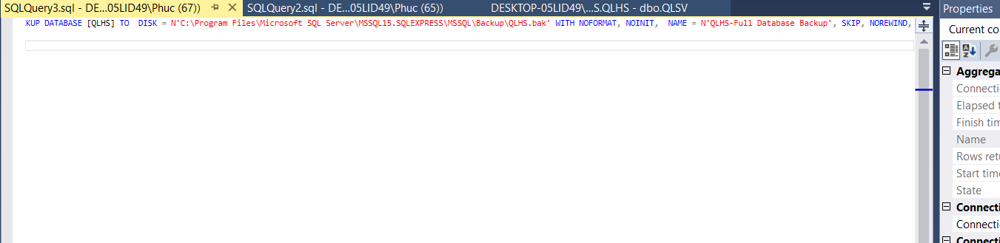 SQLQuery3.sql - DE...05LID49\Phuc (67)) SQLQuery2.sql - DE...05LID49\Phuc (65)) DESKTOP-05LID49\....S.QLHS - dbo.QLSV
KUP DATABASE [QLHS] TO  DISK = N'C:\Program Files\Microsoft SQL Server\MSSQL15.SQLEXPRESS\MSSQL\Backup\QLHS.bak' WITH NOFORMAT, NOINIT,  NAME = N'QLHS-Full Database Backup', SKIP, NOREWIND,
Properties
Current co
Aggrega
Connecti
Elapsed t
Finish tim
Name
Rows retu
Start time
State
Connecti
Connecti
Connecti